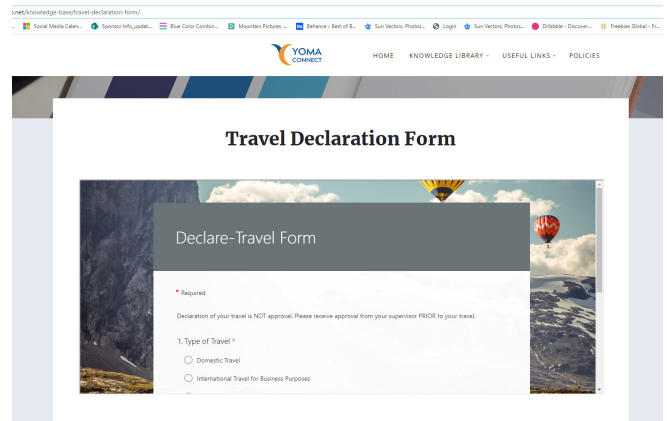 x.net/knowledge-base/travel-declaration-form/
Social Media Calen... Sponsor Info_updat... Blue Color Combin... Mountain Pictures ... Behance :: Best of B... Sun Vectors, Photos... Login Sun Vectors, Photos... Dribbble - Discover... Freebies Global - Fr...
YOMA
CONNECT
HOME KNOWLEDGE LIBRARY USEFUL LINKS POLICIES
Travel Declaration Form
Declare-Travel Form
* Required
Declaration of your travel is NOT approval. Please receive approval from your supervisor PRIOR to your travel.
1. Type of Travel *
Domestic Travel
International Travel for Business Purposes